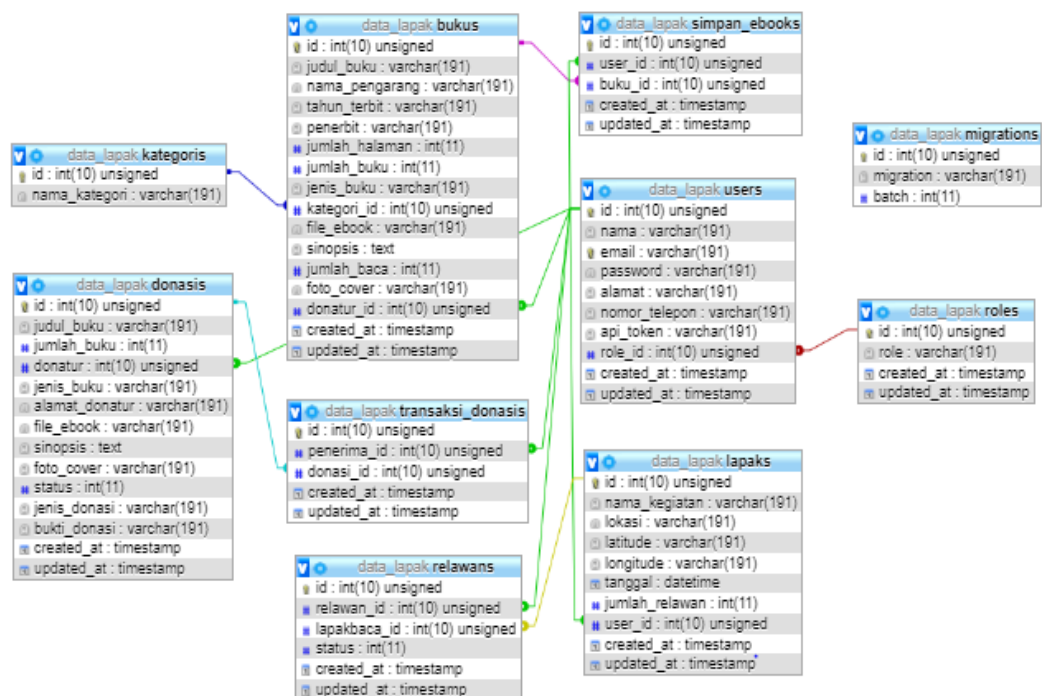 data_lapak bukus
id : int(10) unsigned
judul_buku : varchar(191)
nama_pengarang : varchar(191)
tahun_terbit : varchar(191)
penerbit : varchar(191)
jumlah_halaman : int(11)
jumlah_buku : int(11)
jenis_buku : varchar(191)
kategori_id : int(10) unsigned
file_ebook : varchar(191)
sinopsis : text
jumlah_baca : int(11)
foto_cover : varchar(191)
donatur_id : int(10) unsigned
created_at : timestamp
updated_at : timestamp
data_lapak simpan_ebooks
id : int(10) unsigned
user_id : int(10) unsigned
buku_id : int(10) unsigned
created_at : timestamp
updated_at : timestamp
data_lapak migrations
id : int(10) unsigned
migration : varchar(191)
batch : int(11)
data_lapak kategoris
id : int(10) unsigned
nama_kategori : varchar(191)
data_lapak users
id : int(10) unsigned
nama : varchar(191)
email : varchar(191)
password : varchar(191)
alamat : varchar(191)
nomor_telepon : varchar(191)
api_token : varchar(191)
role_id : int(10) unsigned
created_at : timestamp
updated_at : timestamp
data_lapak donasis
id : int(10) unsigned
judul_buku : varchar(191)
jumlah_buku : int(11)
donatur : int(10) unsigned
jenis_buku : varchar(191)
alamat_donatur : varchar(191)
file_ebook : varchar(191)
sinopsis : text
foto_cover : varchar(191)
status : int(11)
jenis_donasi : varchar(191)
bukti_donasi : varchar(191)
created_at : timestamp
updated_at : timestamp
data_lapak roles
id : int(10) unsigned
role : varchar(191)
created_at : timestamp
updated_at : timestamp
data_lapak transaksi_donasis
id : int(10) unsigned
penerima_id : int(10) unsigned
donasi_id : int(10) unsigned
created_at : timestamp
updated_at : timestamp
data_lapak lapaks
id : int(10) unsigned
nama_kegiatan : varchar(191)
lokasi : varchar(191)
latitude : varchar(191)
longitude : varchar(191)
tanggal : datetime
jumlah_relawan : int(11)
user_id : int(10) unsigned
created_at : timestamp
updated_at : timestamp
data_lapak relawans
id : int(10) unsigned
relawan_id : int(10) unsigned
lapakbaca_id : int(10) unsigned
status : int(11)
created_at : timestamp
updated_at : timestamp